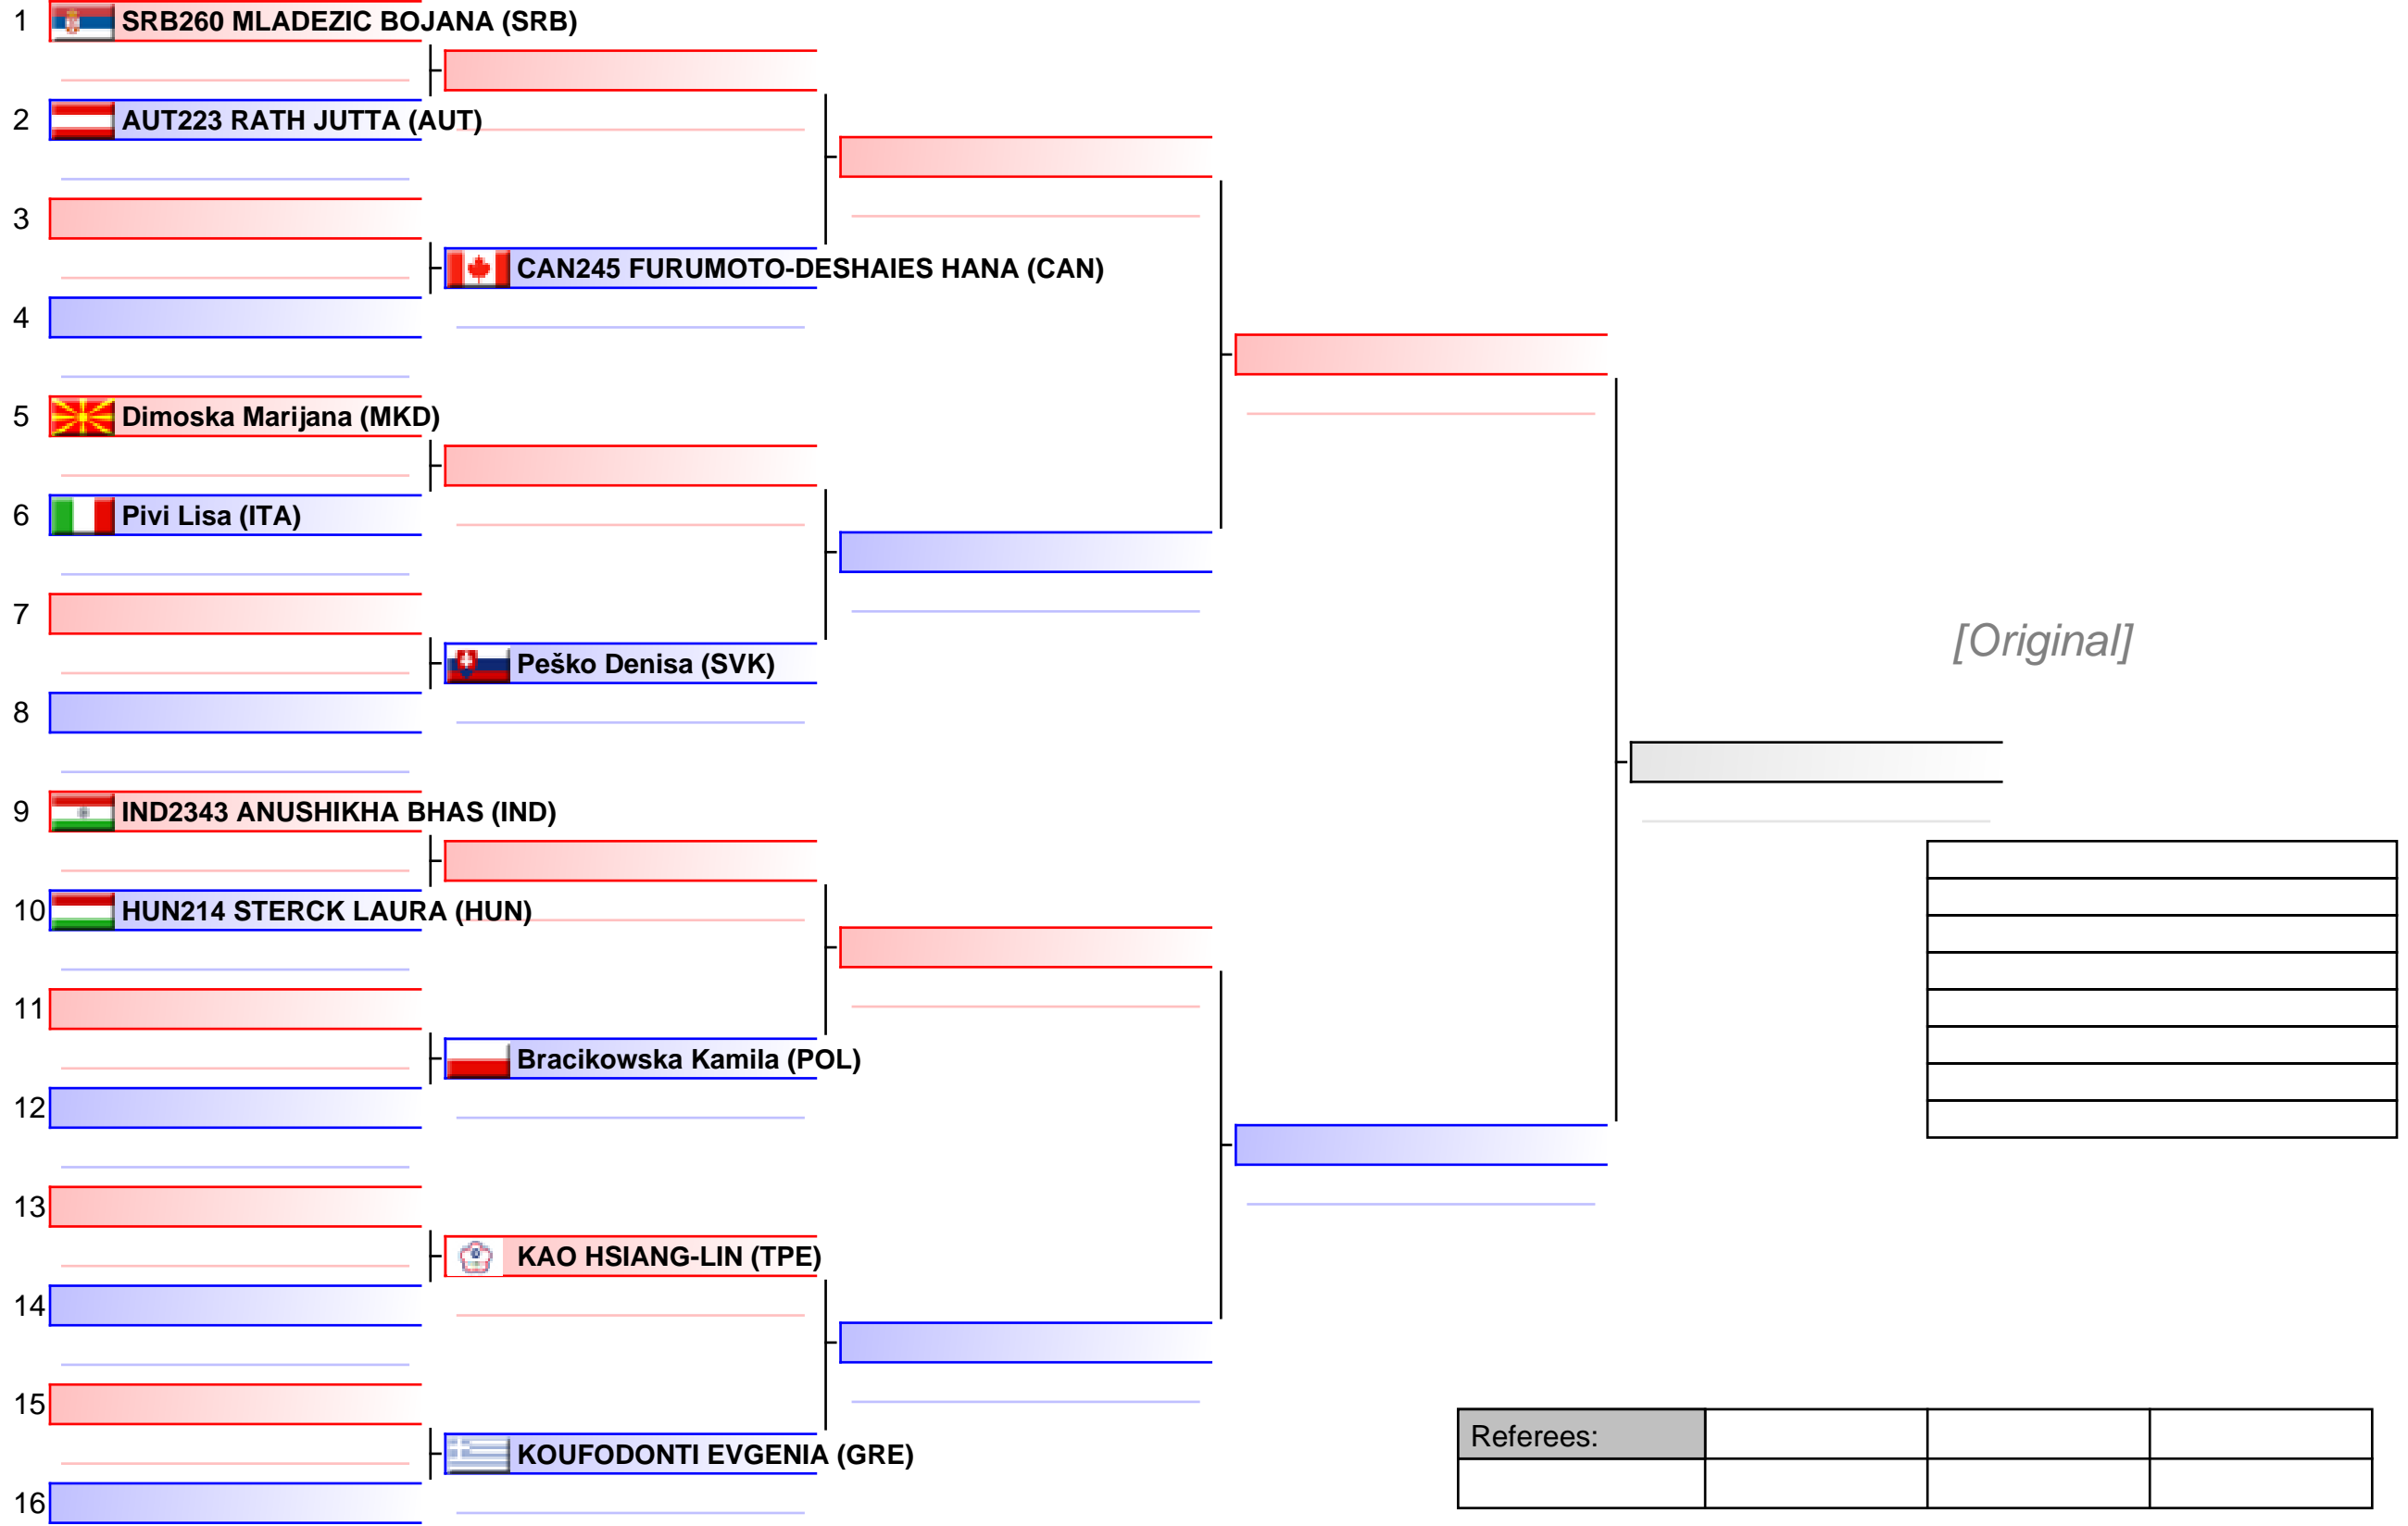 1 SRB260 MLADEZIC BOJANA (SRB)
2 AUT223 RATH JUTTA (AUT)
3
CAN245 FURUMOTO-DESHAIES HANA (CAN)
4
5 Dimoska Marijana (MKD)
6 Pivi Lisa (ITA)
7
[Original]
Peško Denisa (SVK)
8
9 IND2343 ANUSHIKHA BHAS (IND)
10 HUN214 STERCK LAURA (HUN)
11
Bracikowska Kamila (POL)
12
13
KAO HSIANG-LIN (TPE)
14
15
Referees:
KOUFODONTI EVGENIA (GRE)
16